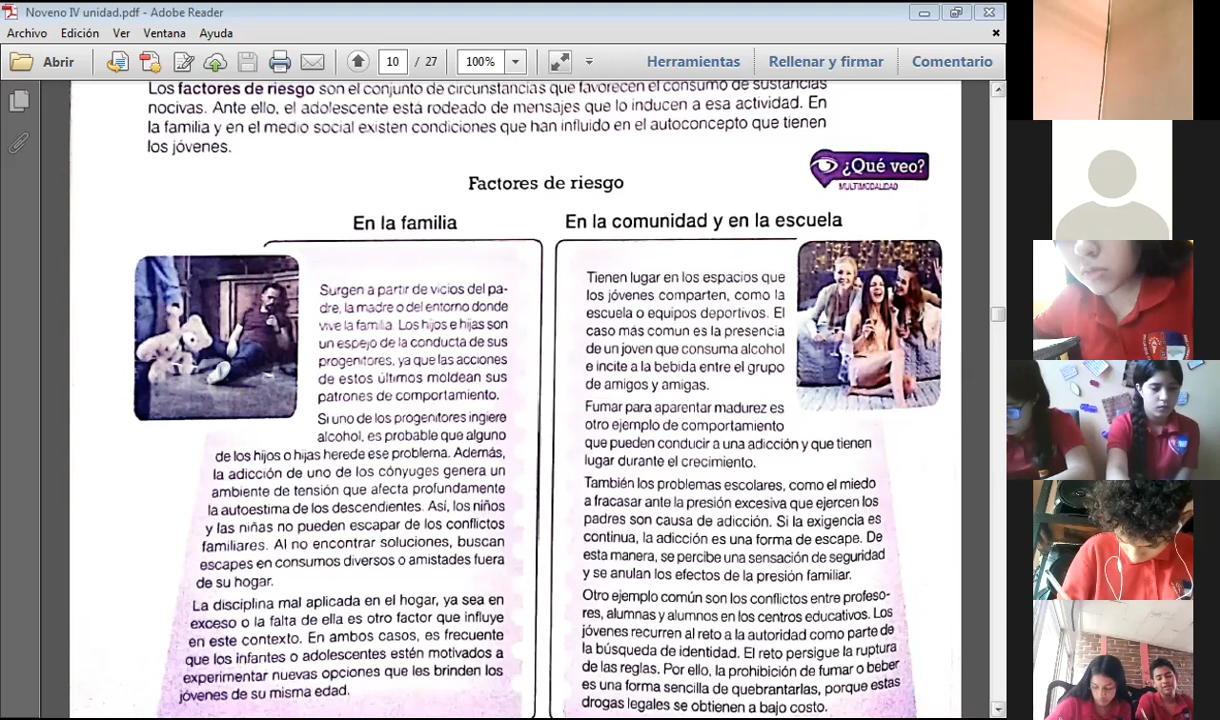 Noveno IV unidad.pdf - Adobe Reader
Archivo Edición Ver Ventana Ayuda
Abrir 10 / 27 100% Herramientas Rellenar y firmar Comentario
Los factores de riesgo son el conjunto de circunstancias que favorecen el consumo de sustancias
nocivas. Ante ello, el adolescente está rodeado de mensajes que lo inducen a esa actividad. En
la familia y en el medio social existen condiciones que han influido en el autoconcepto que tienen
los jóvenes.
¿Qué veo?
MULTIMODALIDAD
Factores de riesgo
En la familia
Surgen a partir de vicios del pa-
dre, la madre o del entorno donde
vive la familia. Los hijos e hijas son
un espejo de la conducta de sus
progenitores, ya que las acciones
de estos últimos moldean sus
patrones de comportamiento.
Si uno de los progenitores ingiere
alcohol, es probable que alguno
de los hijos o hijas herede ese problema. Además,
la adicción de uno de los cónyuges genera un
ambiente de tensión que afecta profundamente
la autoestima de los descendientes. Así, los niños
y las niñas no pueden escapar de los conflictos
familiares. Al no encontrar soluciones, buscan
escapes en consumos diversos o amistades fuera
de su hogar.
La disciplina mal aplicada en el hogar, ya sea en
exceso o la falta de ella es otro factor que influye
en este contexto. En ambos casos, es frecuente
que los infantes o adolescentes estén motivados a
experimentar nuevas opciones que les brinden los
jóvenes de su misma edad.
En la comunidad y en la escuela
Tienen lugar en los espacios que
los jóvenes comparten, como la
escuela o equipos deportivos. El
caso más común es la presencia
de un joven que consuma alcohol
e incite a la bebida entre el grupo
de amigos y amigas.
Fumar para aparentar madurez es
otro ejemplo de comportamiento
que pueden conducir a una adicción y que tienen
lugar durante el crecimiento.
También los problemas escolares, como el miedo
a fracasar ante la presión excesiva que ejercen los
padres son causa de adicción. Si la exigencia es
continua, la adicción es una forma de escape. De
esta manera, se percibe una sensación de seguridad
y se anulan los efectos de la presión familiar.
Otro ejemplo común son los conflictos entre profeso-
res, alumnas y alumnos en los centros educativos. Los
jóvenes recurren al reto a la autoridad como parte de
la búsqueda de identidad. El reto persigue la ruptura
de las reglas. Por ello, la prohibición de fumar o beber
es una forma sencilla de quebrantarlas, porque estas
drogas legales se obtienen a bajo costo.